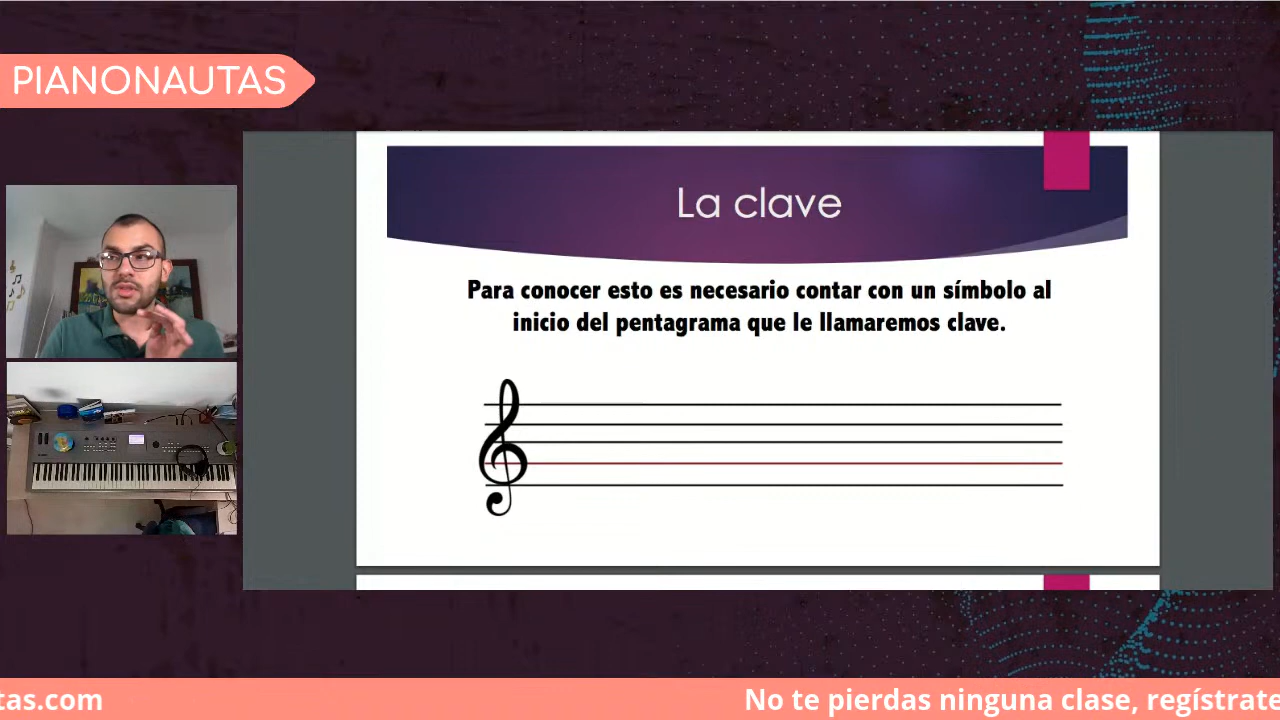 PIANONAUTAS
La clave
Para conocer esto es necesario contar con un símbolo al
inicio del pentagrama que le llamaremos clave.
tas.com
No te pierdas ninguna clase, regístrate